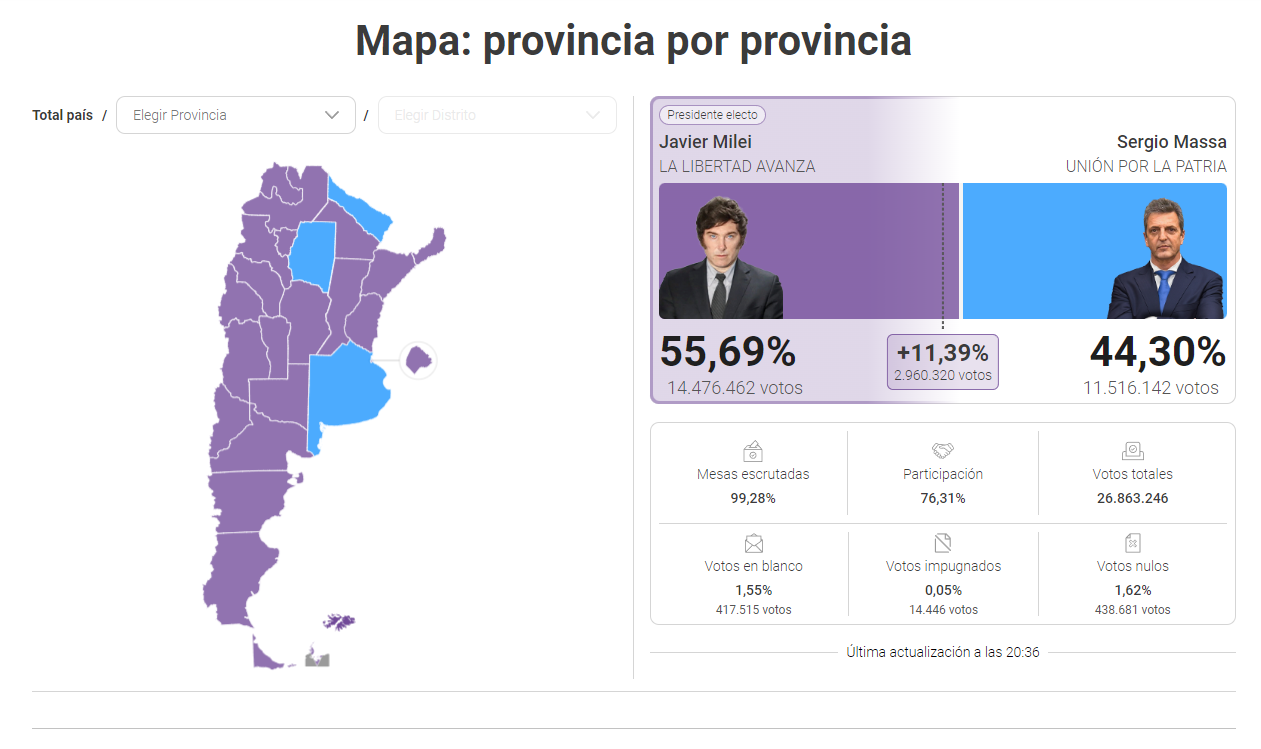 Mapa: provincia por provincia
Total país / Elegir Provincia / Elegir Distrito
Presidente electo
Javier Milei
LA LIBERTAD AVANZA
Sergio Massa
UNIÓN POR LA PATRIA
55,69%
14.476.462 votos
+11,39%
2.960.320 votos
44,30%
11.516.142 votos
Mesas escrutadas
99,28%
Participación
76,31%
Votos totales
26.863.246
Votos en blanco
1,55%
417.515 votos
Votos impugnados
0,05%
14.446 votos
Votos nulos
1,62%
438.681 votos
Última actualización a las 20:36